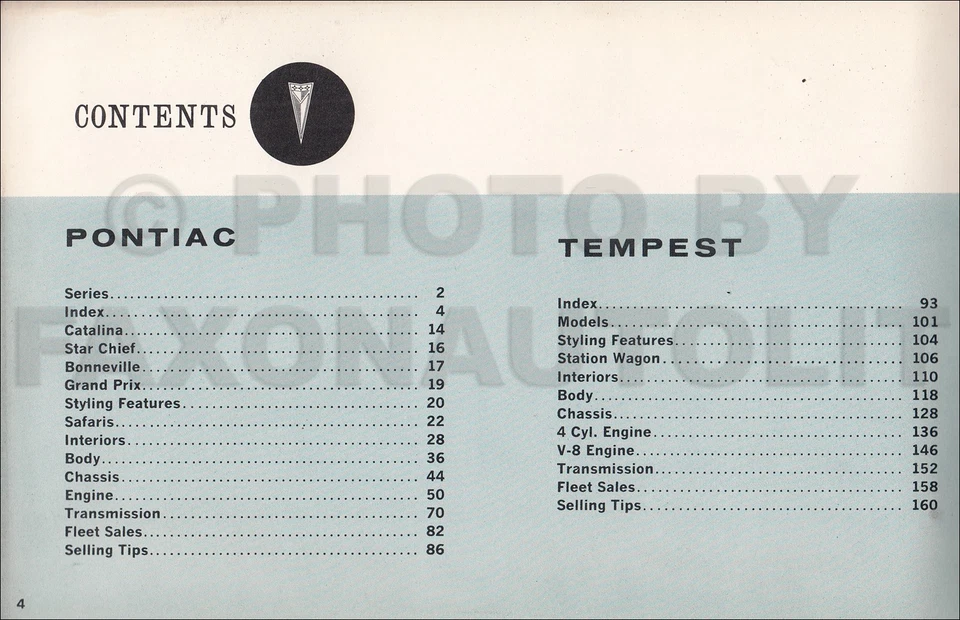 CONTENTS
© PHOTO BY
FAXONAUTOLIT
PONTIAC
Series........................................ 2
Index........................................ 4
Catalina........................................ 14
Star Chief........................................ 16
Bonneville........................................ 17
Grand Prix........................................ 19
Styling Features........................................ 20
Safaris........................................ 22
Interiors........................................ 28
Body........................................ 36
Chassis........................................ 44
Engine........................................ 50
Transmission........................................ 70
Fleet Sales........................................ 82
Selling Tips........................................ 86
TEMPEST
Index........................................ 93
Models........................................ 101
Styling Features........................................ 104
Station Wagon........................................ 106
Interiors........................................ 110
Body........................................ 118
Chassis........................................ 128
4 Cyl. Engine........................................ 136
V-8 Engine........................................ 146
Transmission........................................ 152
Fleet Sales........................................ 158
Selling Tips........................................ 160
4